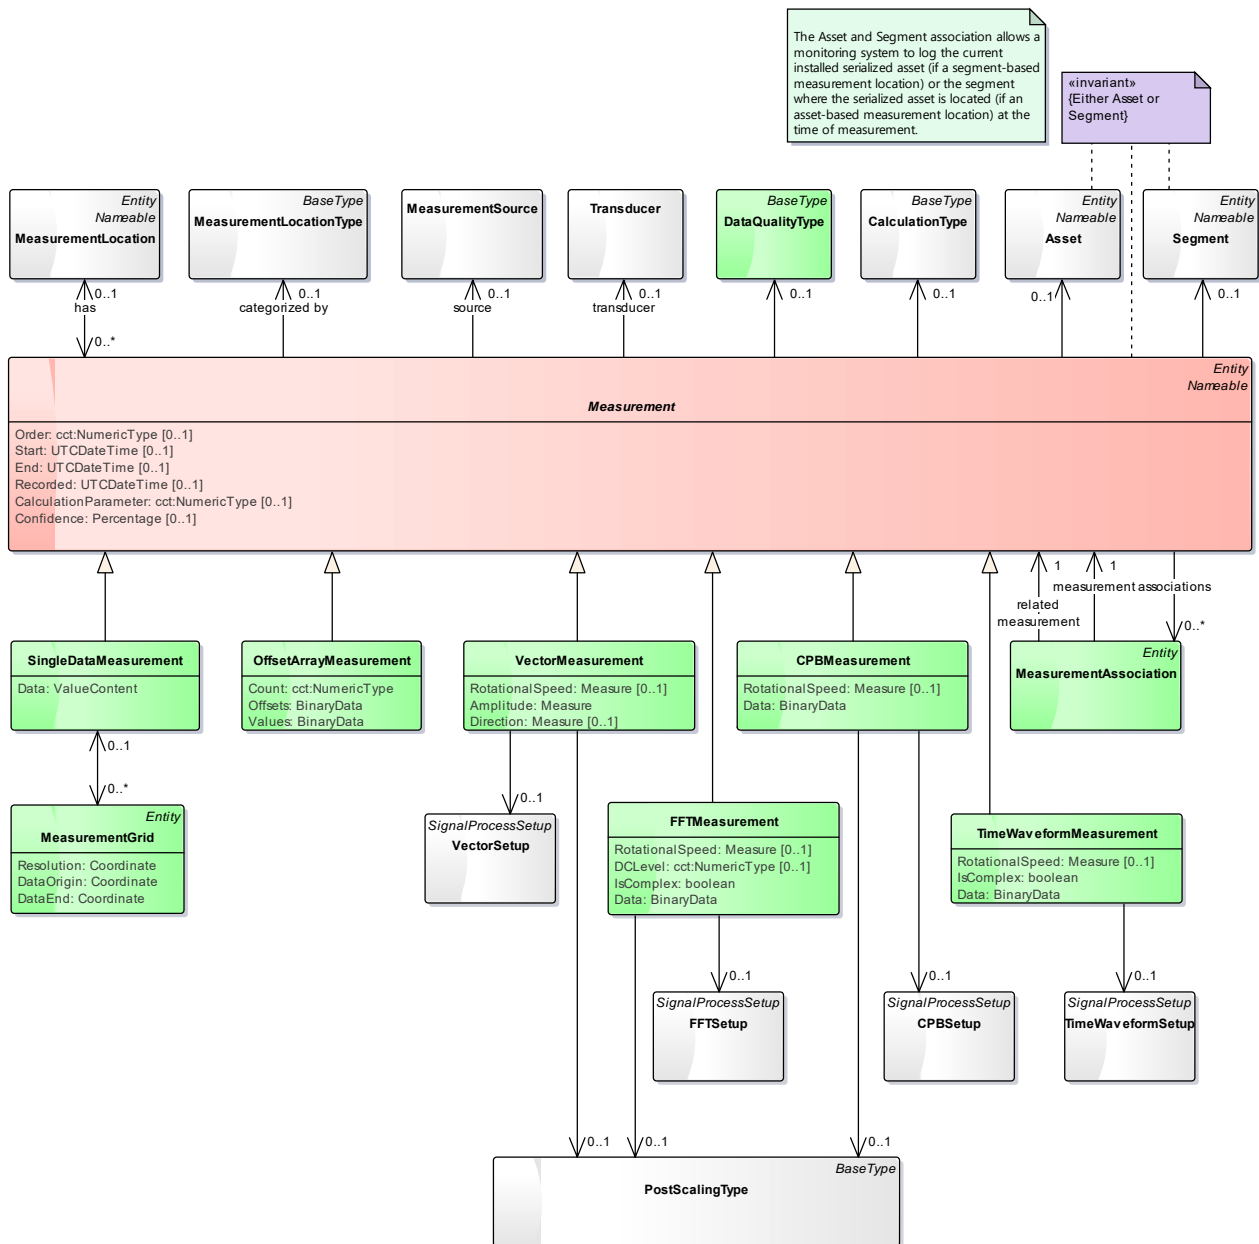 The Asset and Segment association allows a
monitoring system to log the current
installed serialized asset (if a segment-based
measurement location) or the segment
where the serialized asset is located (if an
asset-based measurement location) at the
time of measurement.
«invariant»
{Either Asset or
Segment}
Entity
Nameable
MeasurementLocation
BaseType
MeasurementLocationType
MeasurementSource
Transducer
BaseType
DataQualityType
BaseType
CalculationType
Entity
Nameable
Asset
Entity
Nameable
Segment
0..1
has
0..*
0..1
categorized by
0..1
source
0..1
transducer
0..1
0..1
0..1
0..1
Entity
Nameable
Measurement
Order: cct:NumericType [0..1]
Start: UTCDateTime [0..1]
End: UTCDateTime [0..1]
Recorded: UTCDateTime [0..1]
CalculationParameter: cct:NumericType [0..1]
Confidence: Percentage [0..1]
1
related
measurement
1
measurement associations
0..*
SingleDataMeasurement
Data: ValueContent
OffsetArrayMeasurement
Count: cct:NumericType
Offsets: BinaryData
Values: BinaryData
VectorMeasurement
RotationalSpeed: Measure [0..1]
Amplitude: Measure
Direction: Measure [0..1]
CPBMeasurement
RotationalSpeed: Measure [0..1]
Data: BinaryData
Entity
MeasurementAssociation
0..1
0..*
Entity
MeasurementGrid
Resolution: Coordinate
DataOrigin: Coordinate
DataEnd: Coordinate
0..1
SignalProcessSetup
VectorSetup
FFTMeasurement
RotationalSpeed: Measure [0..1]
DCLevel: cct:NumericType [0..1]
IsComplex: boolean
Data: BinaryData
TimeWaveformMeasurement
RotationalSpeed: Measure [0..1]
IsComplex: boolean
Data: BinaryData
0..1
SignalProcessSetup
FFTSetup
0..1
SignalProcessSetup
CPBSetup
0..1
SignalProcessSetup
TimeWaveformSetup
0..1
0..1
0..1
BaseType
PostScalingType